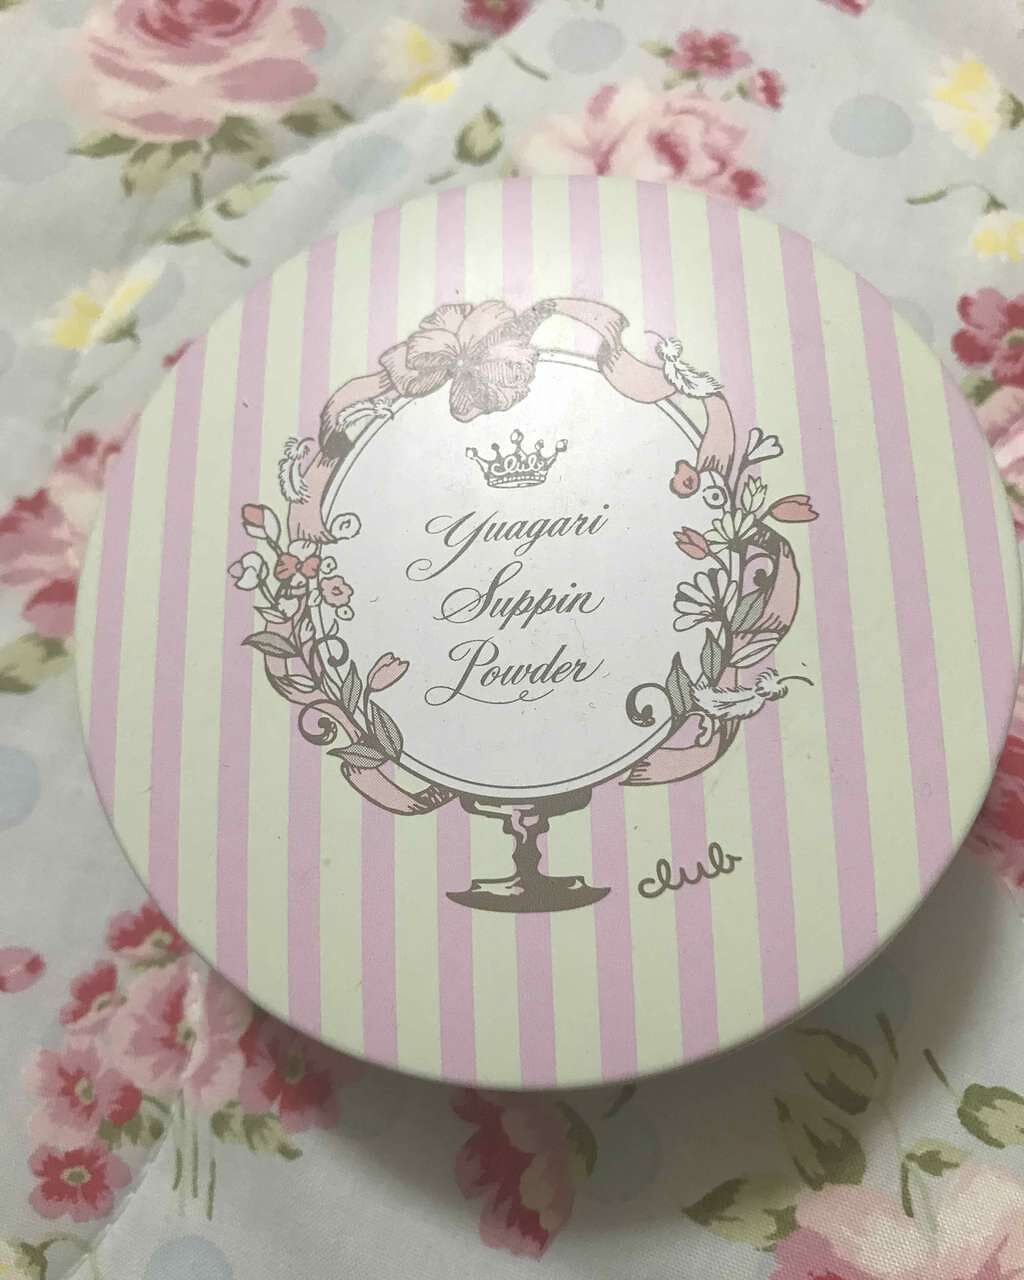 club
Yuagari
Suppin
Powder
club